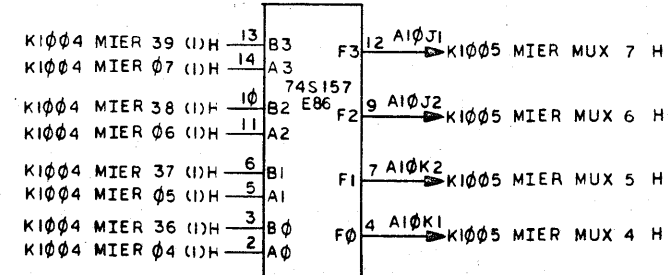 K1ØØ4 MIER 39 (1)H 13 B3
K1ØØ4 MIER Ø7 (1)H 14 A3
F3 12 A1ØJ1 K1ØØ5 MIER MUX 7 H
74S157
E86
K1ØØ4 MIER 38 (1)H 1Ø B2
K1ØØ4 MIER Ø6 (1)H 11 A2
F2 9 A1ØJ2 K1ØØ5 MIER MUX 6 H
K1ØØ4 MIER 37 (1)H 6 B1
K1ØØ4 MIER Ø5 (1)H 5 A1
F1 7 A1ØK2 K1ØØ5 MIER MUX 5 H
K1ØØ4 MIER 36 (1)H 3 BØ
K1ØØ4 MIER Ø4 (1)H 2 AØ
FØ 4 A1ØK1 K1ØØ5 MIER MUX 4 H